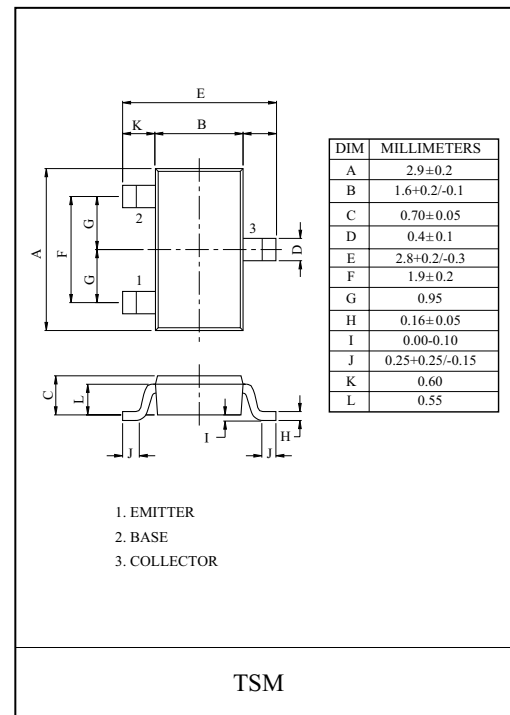 E
K B
DIM MILLIMETERS
A 2.9±0.2
B 1.6+0.2/-0.1
C 0.70±0.05
D 0.4±0.1
E 2.8+0.2/-0.3
F 1.9±0.2
G 0.95
H 0.16±0.05
I 0.00-0.10
J 0.25+0.25/-0.15
K 0.60
L 0.55
2 3
G
A F D
G
1
C L
I H
J J
1. EMITTER
2. BASE
3. COLLECTOR
TSM